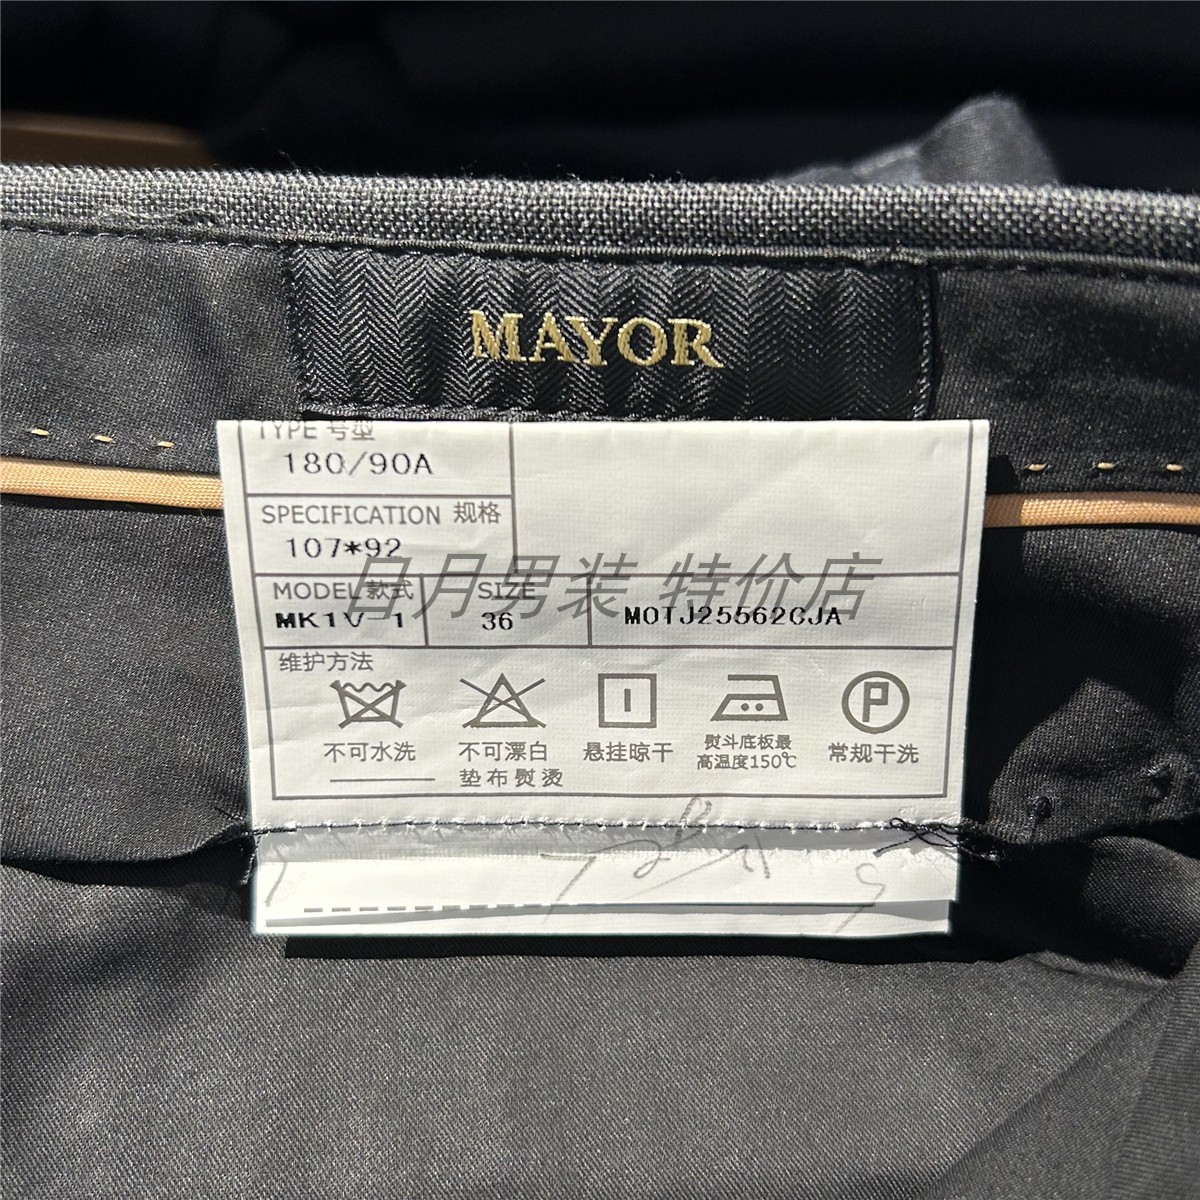 MAYOR
TYPE 号型
180/90A
SPECIFICATION 规格
107*92
MODEL 款式 SIZE
MK1V-1 36 MOTJ25562CJA
白月男装 特价店
维护方法
不可水洗 不可漂白 悬挂晾干 熨斗底板最高温度150℃ 常规干洗
垫布熨烫